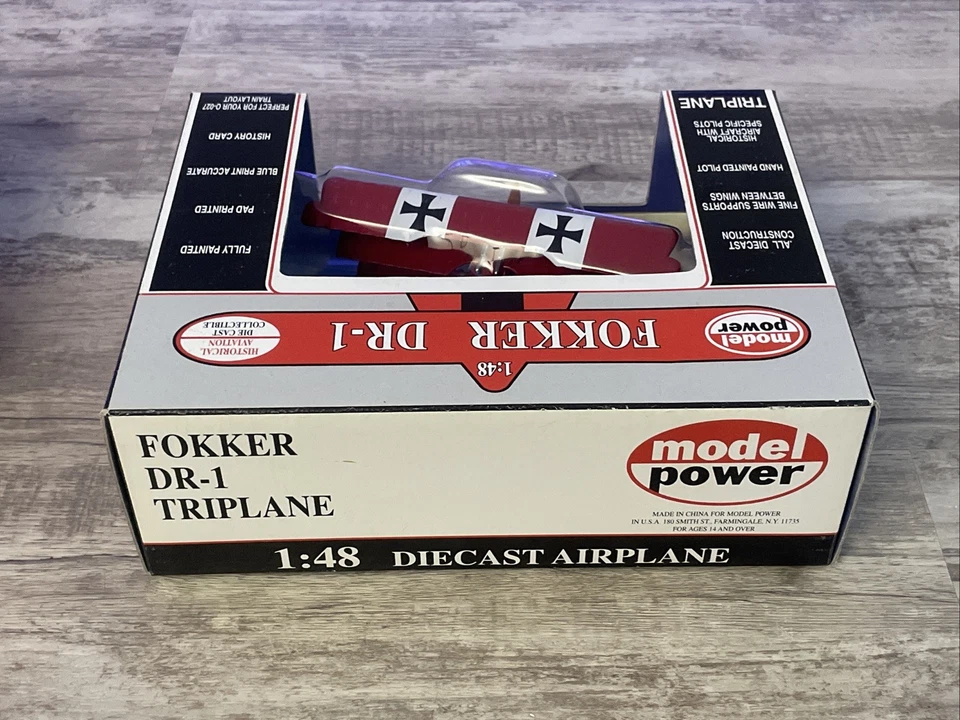 PERFECT FOR YOUR O-027
TRAIN LAYOUT
HISTORY CARD
BLUE PRINT ACCURATE
PAD PRINTED
FULLY PAINTED
TRIPLANE
HISTORICAL
AIRCRAFT WITH
SPECIFIC PILOTS
HAND PAINTED PILOT
FINE WIRE SUPPORTS
BETWEEN WINGS
ALL DIECAST
CONSTRUCTION
model
power
FOKKER DR-1
HISTORICAL
AVIATION
DIE CAST
COLLECTIBLE
1:48
FOKKER
DR-1
TRIPLANE
model
power
MADE IN CHINA FOR MODEL POWER
IN U.S.A. 180 SMITH ST., FARMINGALE, N.Y. 11735
FOR AGES 14 AND OVER
1:48 DIECAST AIRPLANE